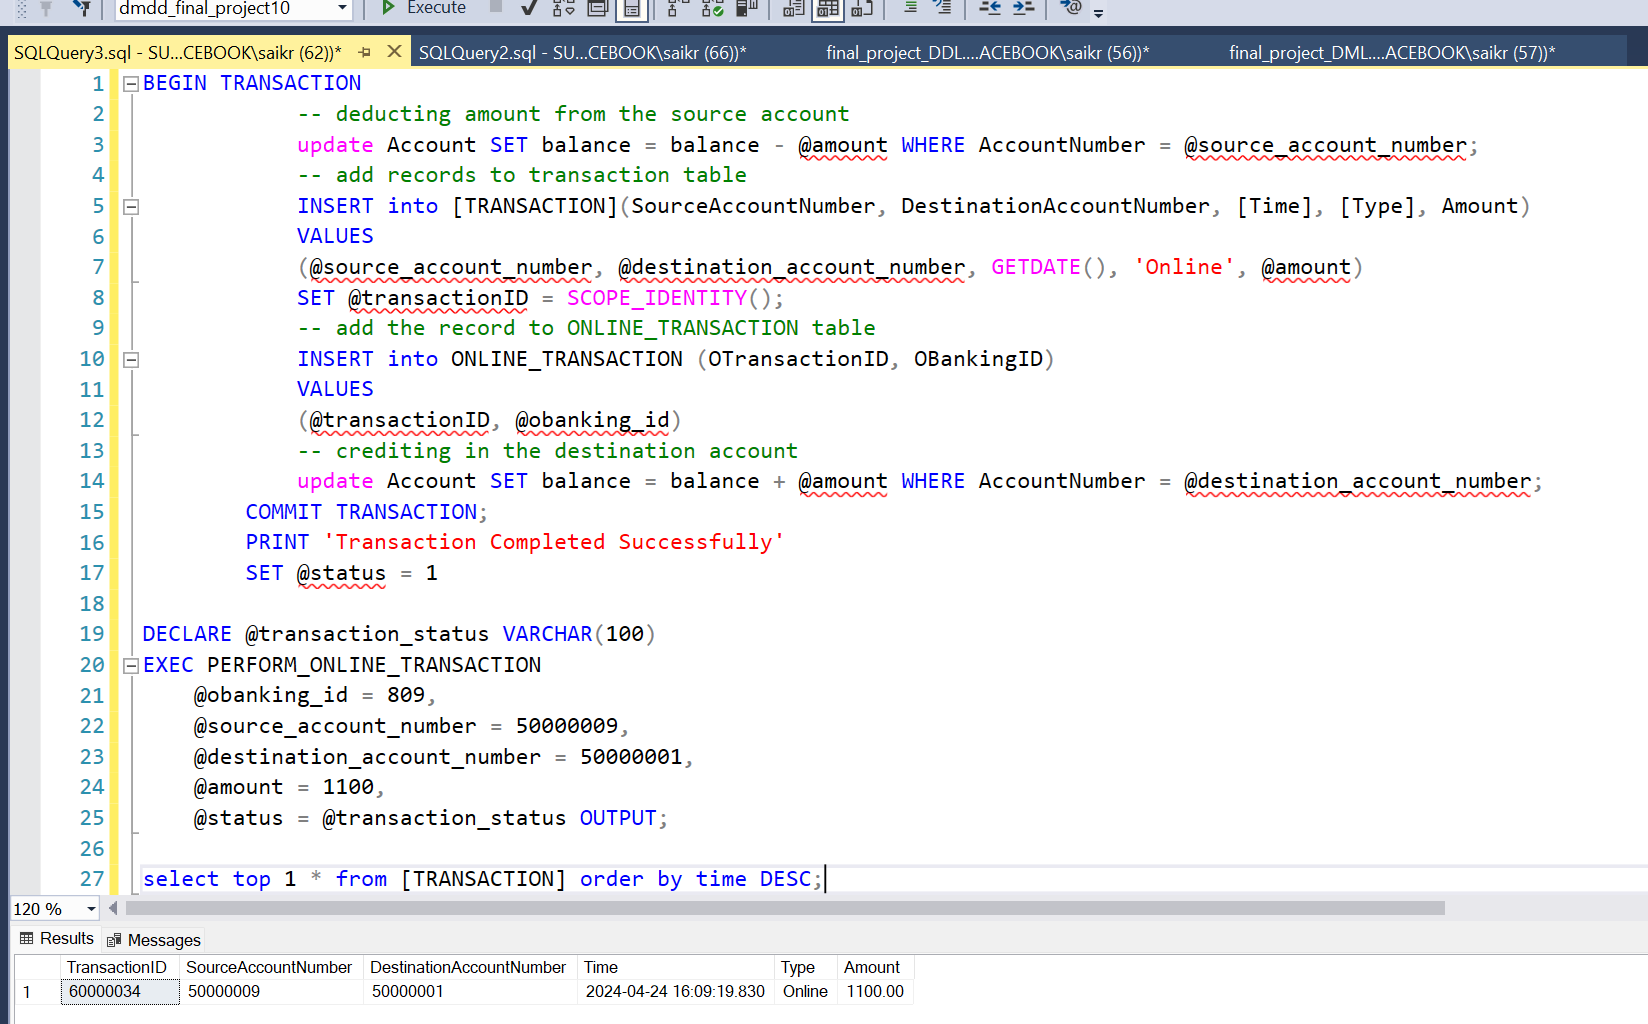 dmdd_final_project10 Execute
SQLQuery3.sql - SU...CEBOOK\saikr (62))* SQLQuery2.sql - SU...CEBOOK\saikr (66))* final_project_DDL....ACEBOOK\saikr (56))* final_project_DML....ACEBOOK\saikr (57))*
1 BEGIN TRANSACTION
2 -- deducting amount from the source account
3 update Account SET balance = balance - @amount WHERE AccountNumber = @source_account_number;
4 -- add records to transaction table
5 INSERT into [TRANSACTION](SourceAccountNumber, DestinationAccountNumber, [Time], [Type], Amount)
6 VALUES
7 (@source_account_number, @destination_account_number, GETDATE(), 'Online', @amount)
8 SET @transactionID = SCOPE_IDENTITY();
9 -- add the record to ONLINE_TRANSACTION table
10 INSERT into ONLINE_TRANSACTION (OTransactionID, OBankingID)
11 VALUES
12 (@transactionID, @obanking_id)
13 -- crediting in the destination account
14 update Account SET balance = balance + @amount WHERE AccountNumber = @destination_account_number;
15 COMMIT TRANSACTION;
16 PRINT 'Transaction Completed Successfully'
17 SET @status = 1
18
19 DECLARE @transaction_status VARCHAR(100)
20 EXEC PERFORM_ONLINE_TRANSACTION
21 @obanking_id = 809,
22 @source_account_number = 50000009,
23 @destination_account_number = 50000001,
24 @amount = 1100,
25 @status = @transaction_status OUTPUT;
26
27 select top 1 * from [TRANSACTION] order by time DESC;
120 %
Results Messages
TransactionID SourceAccountNumber DestinationAccountNumber Time Type Amount
1 60000034 50000009 50000001 2024-04-24 16:09:19.830 Online 1100.00